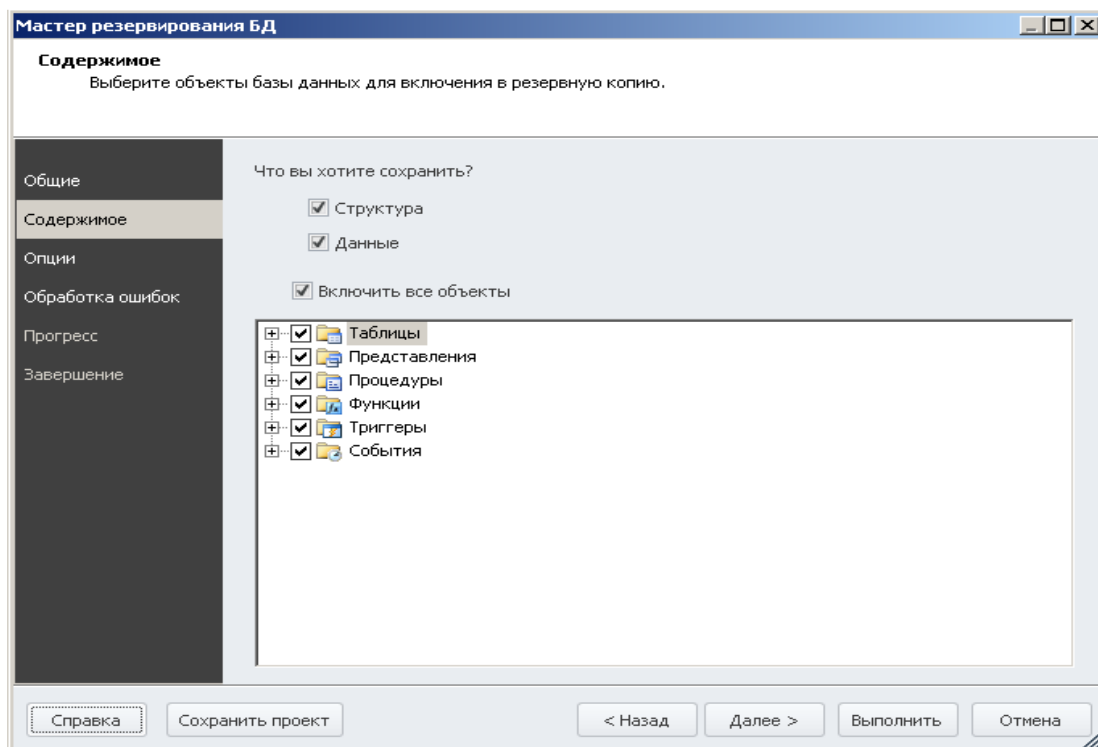 Мастер резервирования БД
Содержимое
Выберите объекты базы данных для включения в резервную копию.
Общие
Содержимое
Опции
Обработка ошибок
Прогресс
Завершение
Что вы хотите сохранить?
Структура
Данные
Включить все объекты
Таблицы
Представления
Процедуры
Функции
Триггеры
События
Справка
Сохранить проект
< Назад
Далее >
Выполнить
Отмена